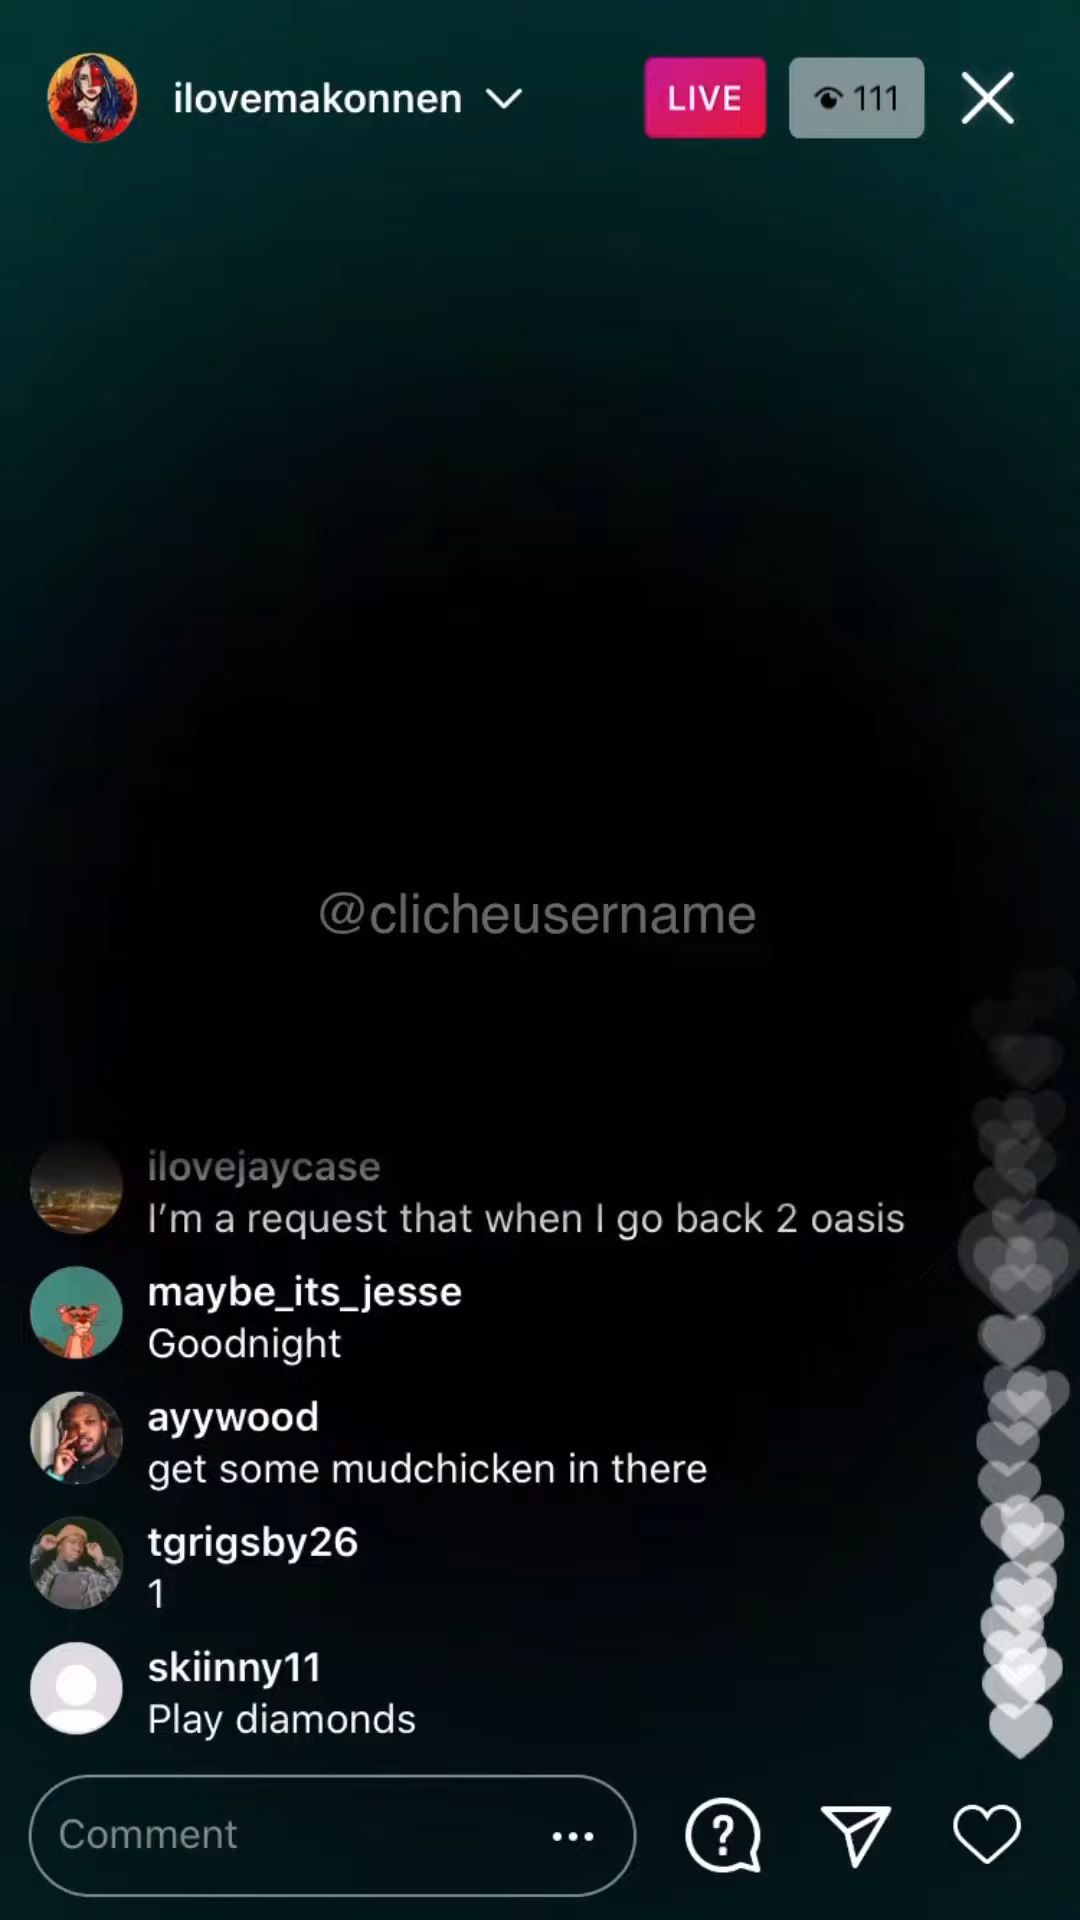 ilovemakonnen
LIVE
111
@clicheusername
ilovejaycase
I’m a request that when I go back 2 oasis
maybe_its_jesse
Goodnight
ayywood
get some mudchicken in there
tgrigsby26
1
skiinny11
Play diamonds
Comment